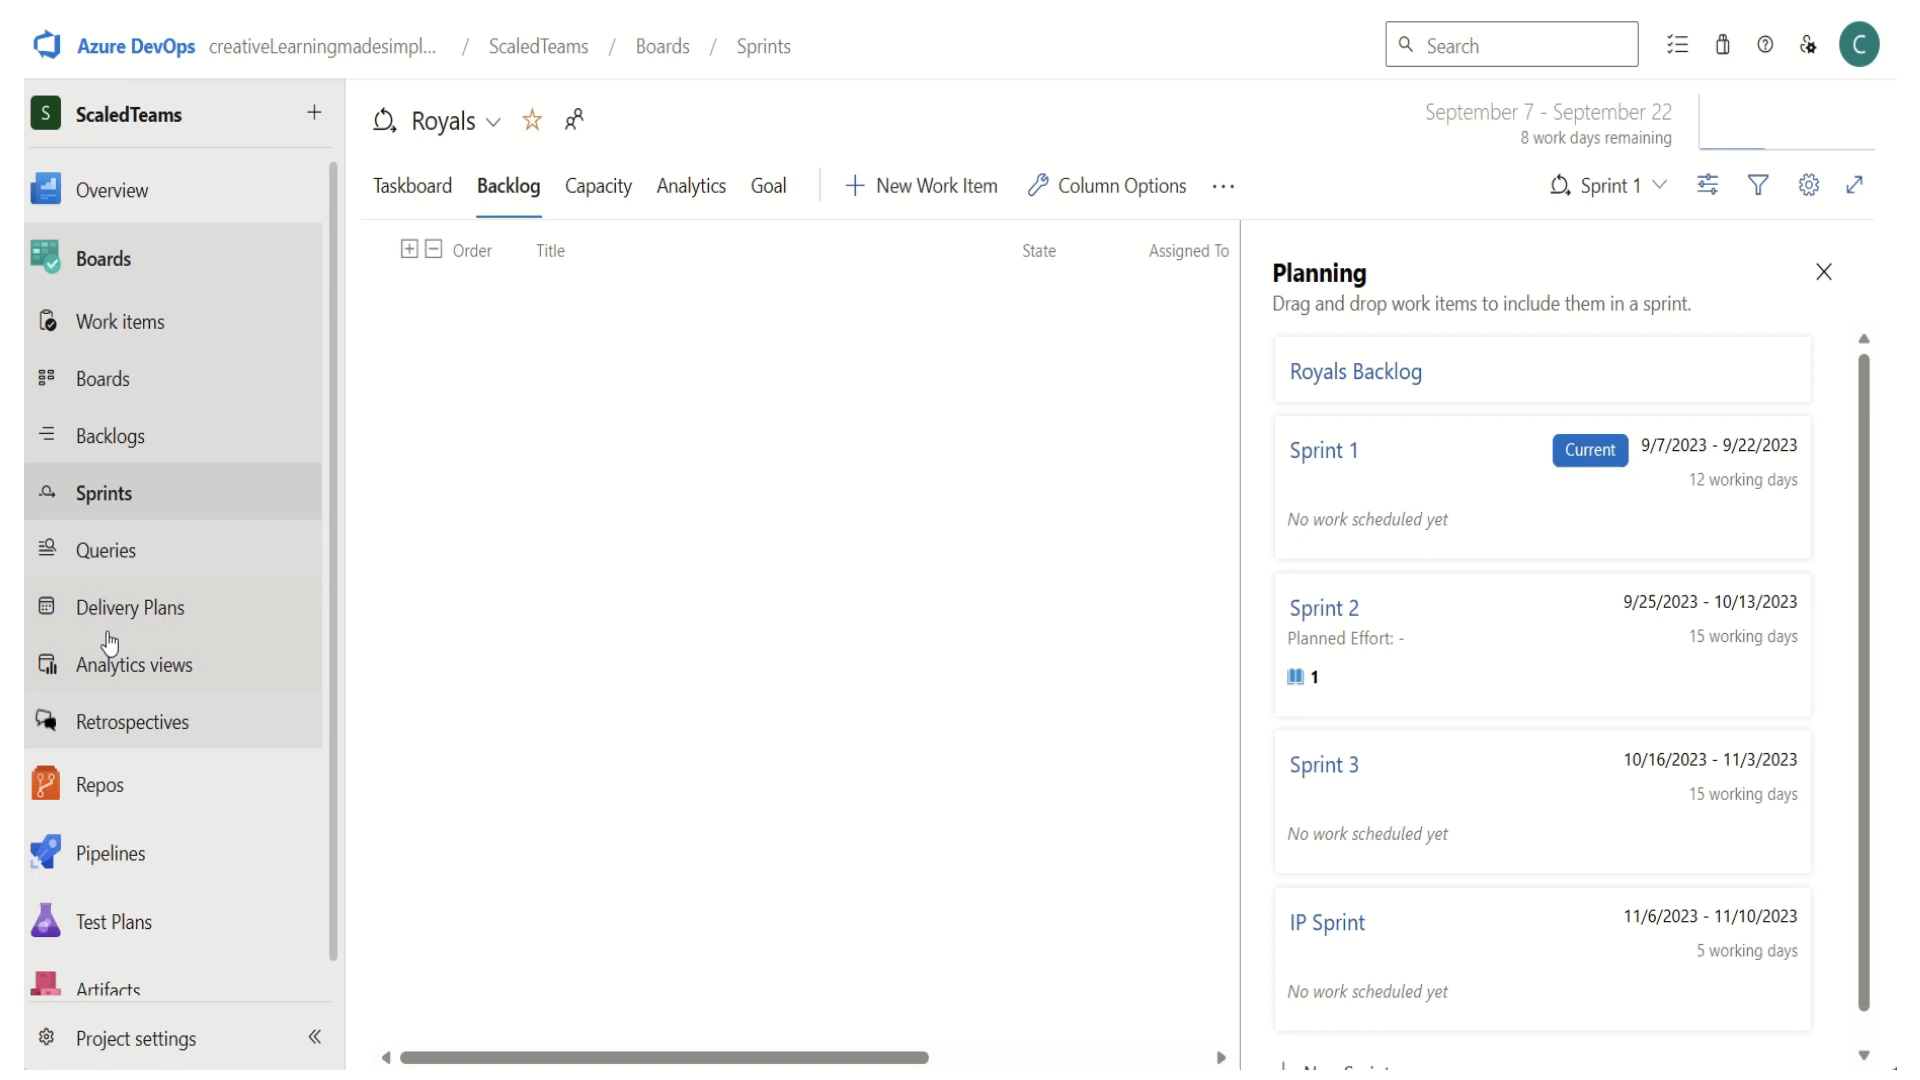 Azure DevOps creativeLearningmadesimpl... / ScaledTeams / Boards / Sprints
Search
C
S ScaledTeams
Overview
Boards
Work items
Boards
Backlogs
Sprints
Queries
Delivery Plans
Analytics views
Retrospectives
Repos
Pipelines
Test Plans
Artifacts
Project settings
Royals
September 7 - September 22
8 work days remaining
Taskboard Backlog Capacity Analytics Goal New Work Item Column Options ... Sprint 1
Order Title State Assigned To
Planning
Drag and drop work items to include them in a sprint.
Royals Backlog
Sprint 1 Current 9/7/2023 - 9/22/2023
12 working days
No work scheduled yet
Sprint 2 9/25/2023 - 10/13/2023
Planned Effort: - 15 working days
1
Sprint 3 10/16/2023 - 11/3/2023
15 working days
No work scheduled yet
IP Sprint 11/6/2023 - 11/10/2023
5 working days
No work scheduled yet